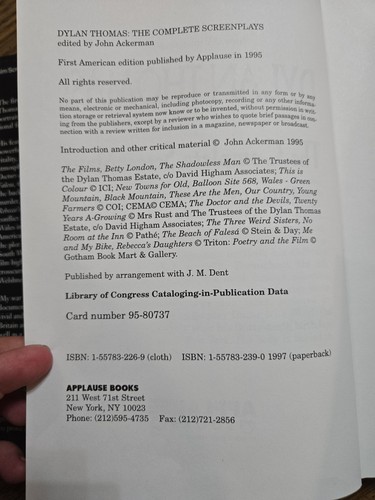 DYLAN THOMAS: THE COMPLETE SCREENPLAYS
edited by John Ackerman
First American edition published by Applause in 1995
All rights reserved.
No part of this publication may be reproduced or transmitted in any form or by any
means, electronic or mechanical, including photocopy, recording or any other informa-
tion storage or retrieval system now know or to be invented, without permission in writ-
ing from the publishers, except by a reviewer who wishes to quote brief passages in con-
nection with a review written for inclusion in a magazine, newspaper or broadcast.
Introduction and other critical material © John Ackerman 1995
The Films, Betty London, The Shadowless Man © The Trustees of
the Dylan Thomas Estate, c/o David Higham Associates; This is
Colour © ICI; New Towns for Old, Balloon Site 568, Wales - Green
Mountain, Black Mountain, These Are the Men, Our Country, Young
Farmers © COI; CEMA© CEMA; The Doctor and the Devils, Twenty
Years A-Growing © Mrs Rust and The Trustees of the Dylan Thomas
Estate, c/o David Higham Associates; The Three Weird Sisters, No
Room at the Inn © Pathé; The Beach of Falesá © Stein & Day; Me
and My Bike, Rebecca's Daughters © Triton: Poetry and the Film ©
Gotham Book Mart & Gallery.
Published by arrangement with J. M. Dent
Library of Congress Cataloging-in-Publication Data
Card number 95-80737
ISBN: 1-55783-226-9 (cloth) ISBN: 1-55783-239-0 1997 (paperback)
APPLAUSE BOOKS
211 West 71st Street
New York, NY 10023
Phone: (212)595-4735 Fax: (212)721-2856